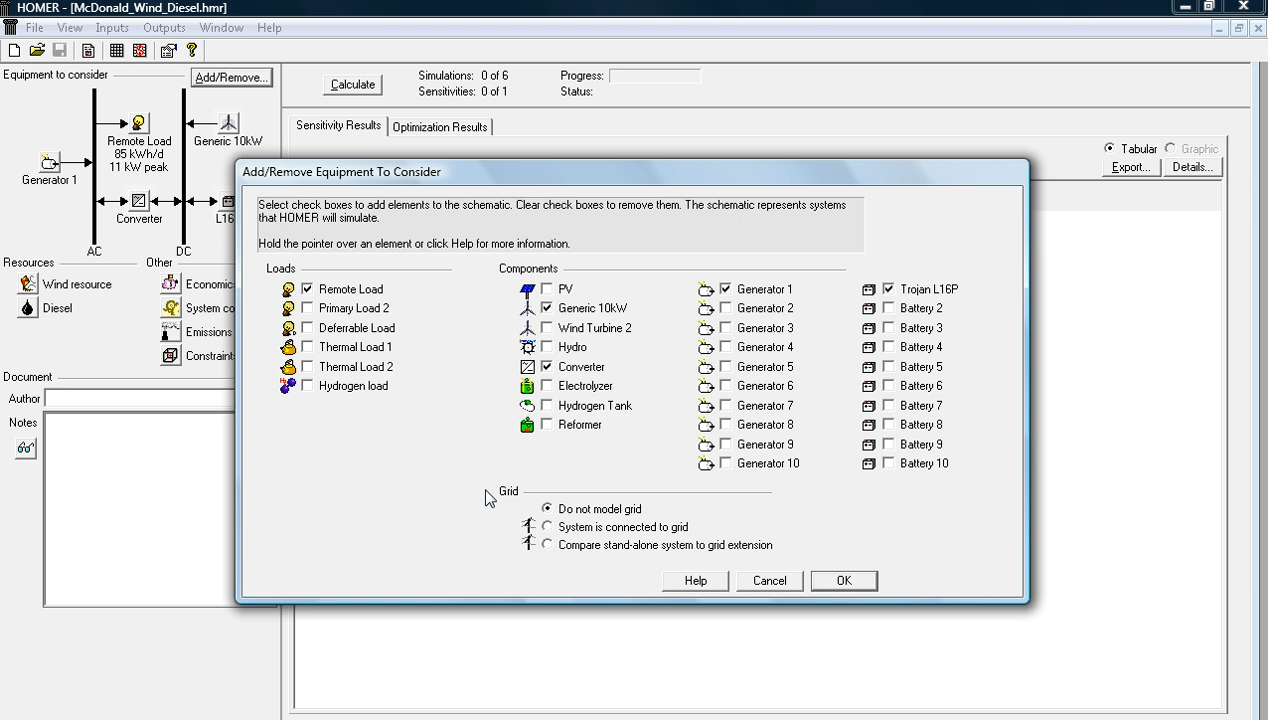 HOMER - [McDonald_Wind_Diesel.hmr]
File View Inputs Outputs Window Help
Equipment to consider
Add/Remove...
Calculate
Simulations: 0 of 6
Sensitivities: 0 of 1
Progress:
Status:
Remote Load
85 kWh/d
11 kW peak
Generic 10kW
Generator 1
Converter
L16
AC
DC
Sensitivity Results
Optimization Results
Tabular
Graphic
Export...
Details...
Resources
Other
Wind resource
Economic
Diesel
System co
Emissions
Constraint
Document
Author
Notes
Add/Remove Equipment To Consider
Select check boxes to add elements to the schematic. Clear check boxes to remove them. The schematic represents systems
that HOMER will simulate.
Hold the pointer over an element or click Help for more information.
Loads
Remote Load
Primary Load 2
Deferrable Load
Thermal Load 1
Thermal Load 2
Hydrogen load
Components
PV
Generic 10kW
Wind Turbine 2
Hydro
Converter
Electrolyzer
Hydrogen Tank
Reformer
Generator 1
Generator 2
Generator 3
Generator 4
Generator 5
Generator 6
Generator 7
Generator 8
Generator 9
Generator 10
Trojan L16P
Battery 2
Battery 3
Battery 4
Battery 5
Battery 6
Battery 7
Battery 8
Battery 9
Battery 10
Grid
Do not model grid
System is connected to grid
Compare stand-alone system to grid extension
Help
Cancel
OK